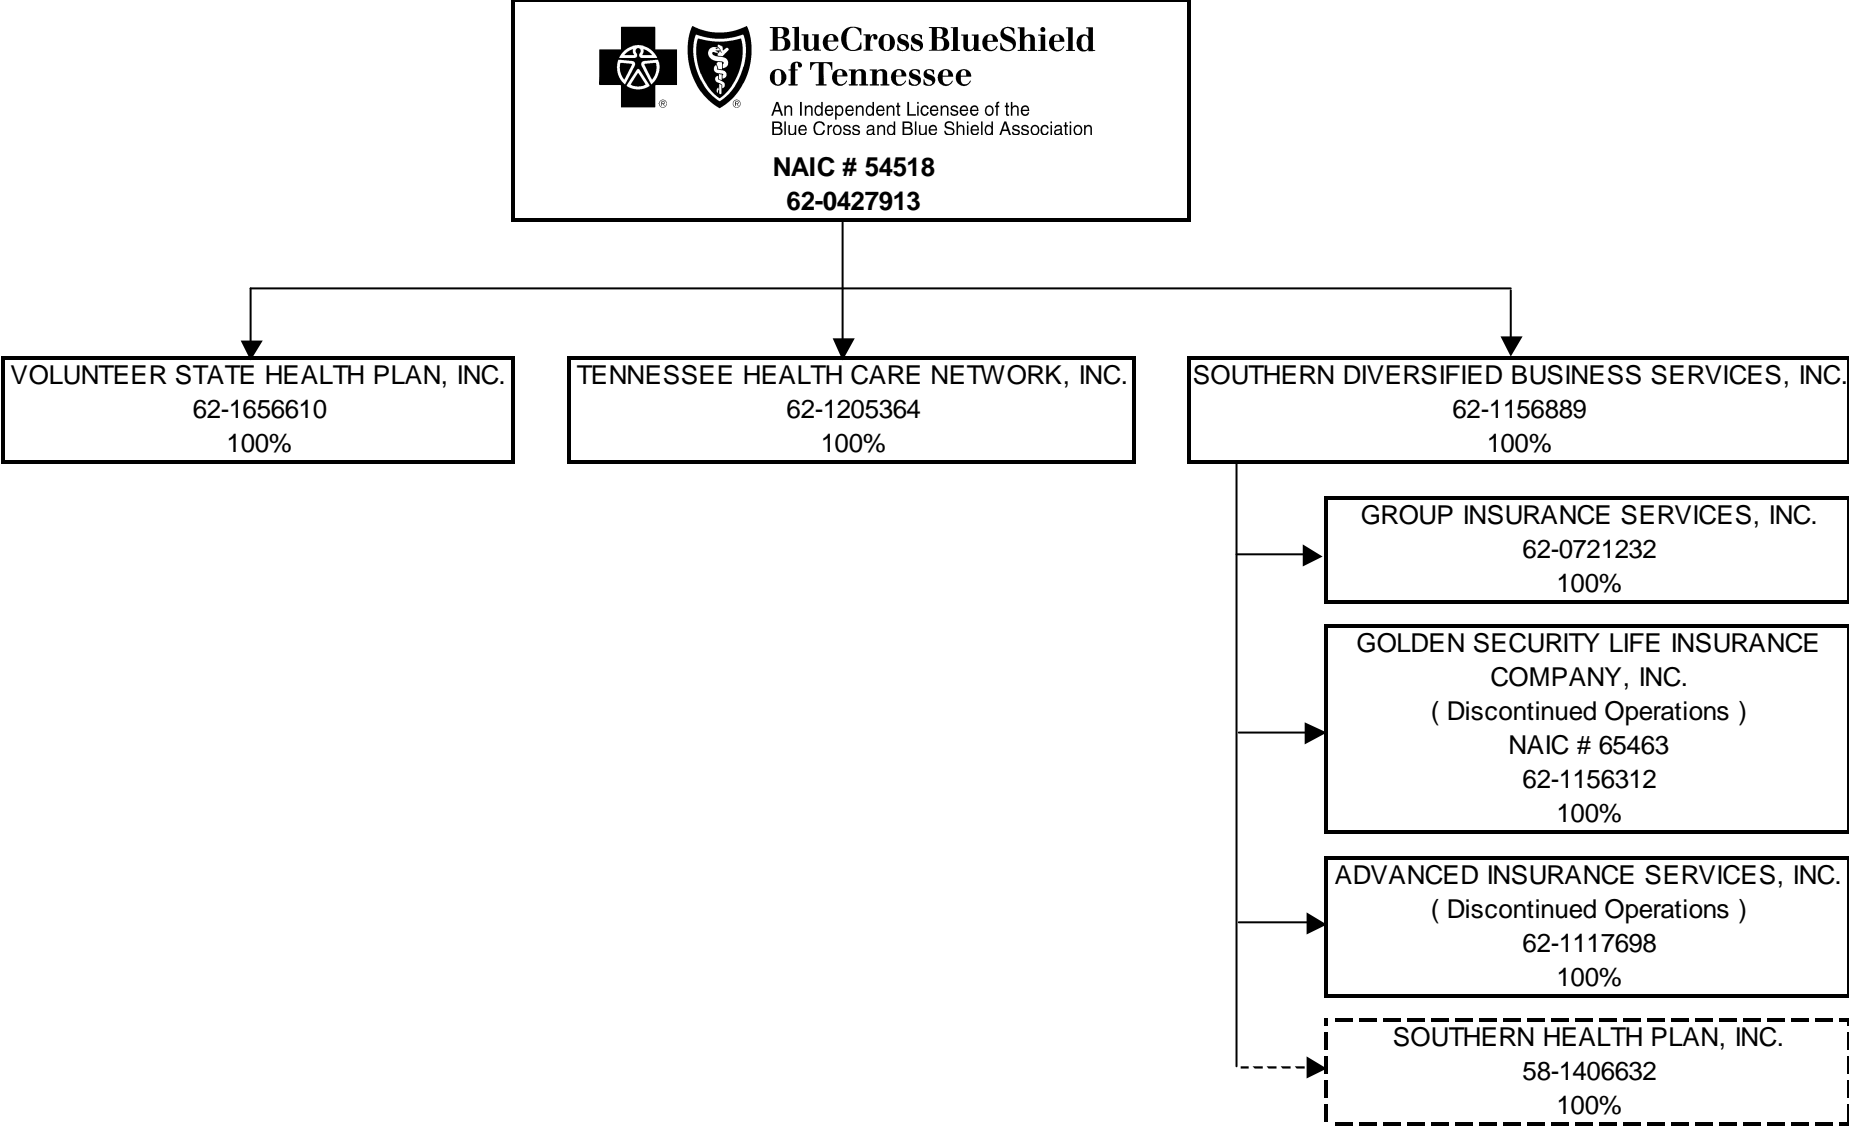 BlueCross BlueShield
of Tennessee
An Independent Licensee of the
Blue Cross and Blue Shield Association
NAIC # 54518
62-0427913
VOLUNTEER STATE HEALTH PLAN, INC.
62-1656610
100%
TENNESSEE HEALTH CARE NETWORK, INC.
62-1205364
100%
SOUTHERN DIVERSIFIED BUSINESS SERVICES, INC.
62-1156889
100%
GROUP INSURANCE SERVICES, INC.
62-0721232
100%
GOLDEN SECURITY LIFE INSURANCE
COMPANY, INC.
( Discontinued Operations )
NAIC # 65463
62-1156312
100%
ADVANCED INSURANCE SERVICES, INC.
( Discontinued Operations )
62-1117698
100%
SOUTHERN HEALTH PLAN, INC.
58-1406632
100%